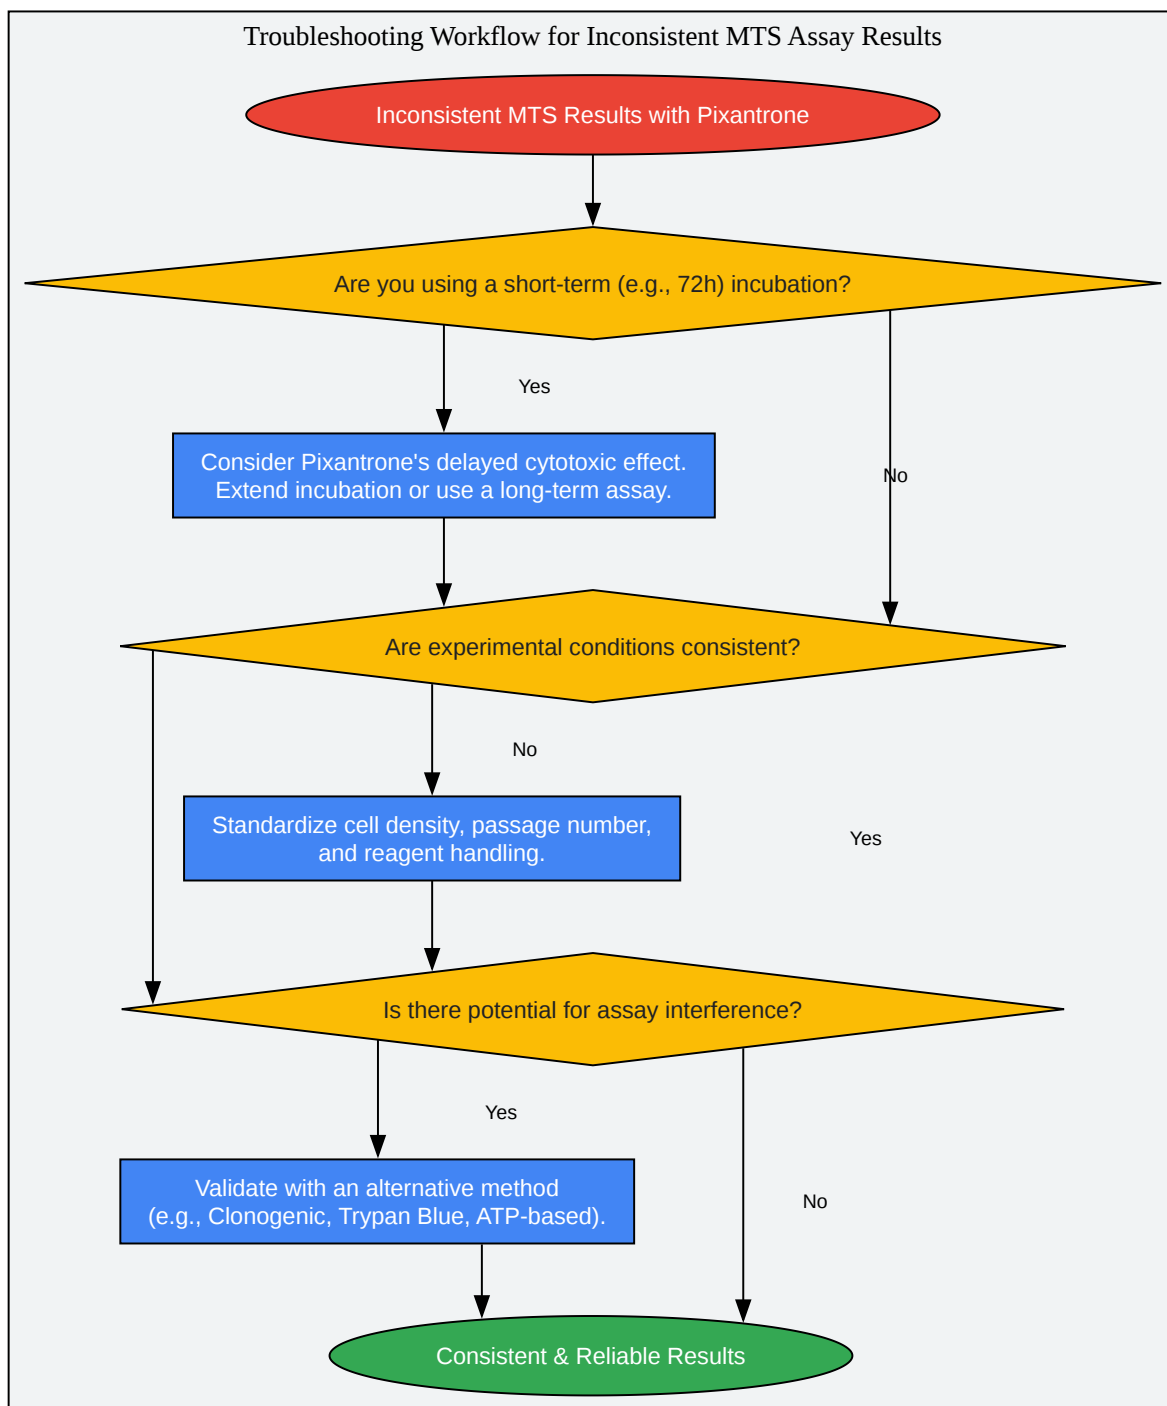 Troubleshooting Workflow for Inconsistent MTS Assay Results
Inconsistent MTS Results with Pixantrone
Are you using a short-term (e.g., 72h) incubation?
Yes
Consider Pixantrone's delayed cytotoxic effect.
Extend incubation or use a long-term assay.
No
Are experimental conditions consistent?
No
Standardize cell density, passage number,
and reagent handling.
Yes
Is there potential for assay interference?
Yes
Validate with an alternative method
(e.g., Clonogenic, Trypan Blue, ATP-based).
No
Consistent & Reliable Results